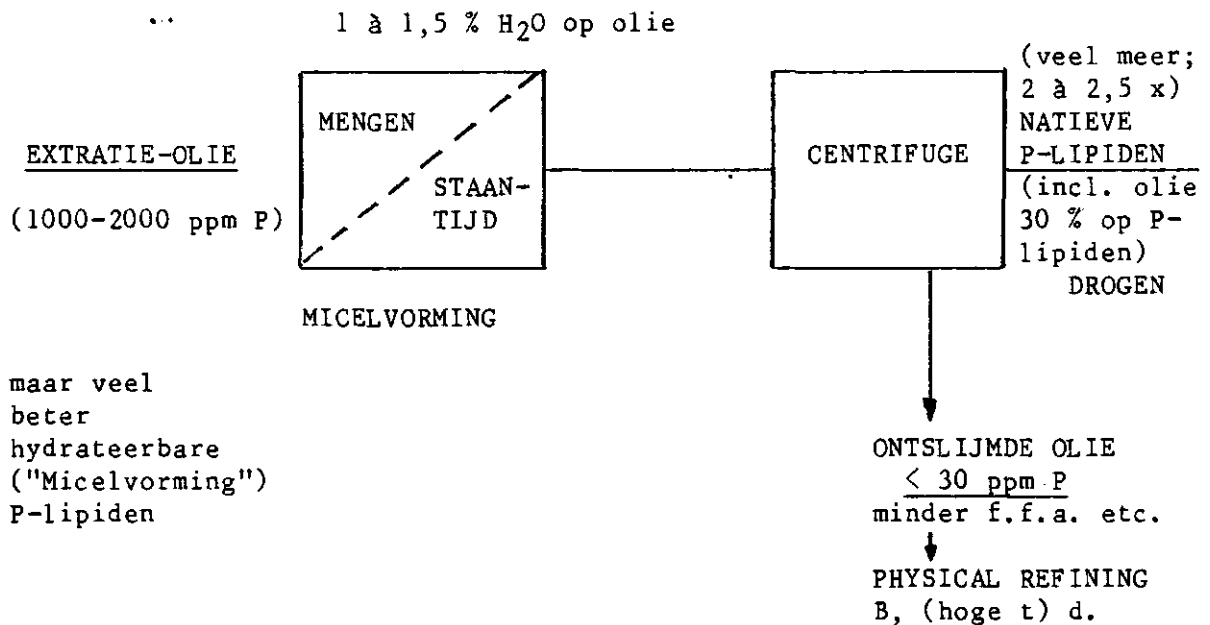 1 à 1,5 % H2O op olie
EXTRATIE-OLIE
(1000-2000 ppm P)
MENGEN
STAAN-
TIJD
MICELVORMING
CENTRIFUGE
(veel meer;
2 à 2,5 x)
NATIEVE
P-LIPIDEN
(incl. olie
30 % op P-
lipiden)
DROGEN
maar veel
beter
hydrateerbare
("Micelvorming")
P-lipiden
ONTSLIJMDE OLIE
< 30 ppm P
minder f.f.a. etc.
PHYSICAL REFINING
B, (hoge t) d.